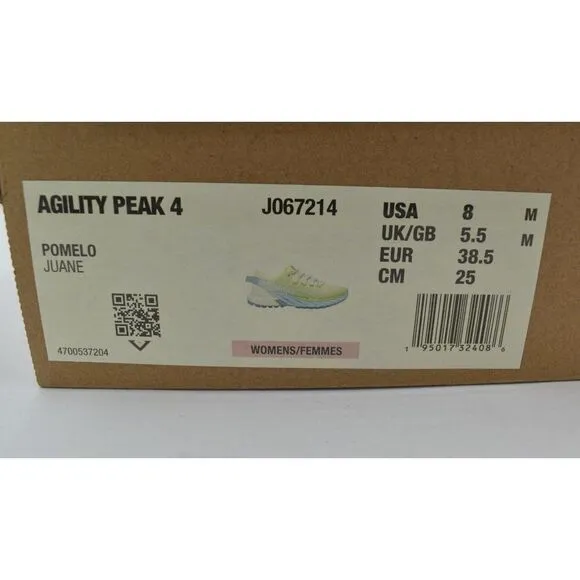 AGILITY PEAK 4
J067214
POMELO
JUANE
4700537204
WOMENS/FEMMES
USA 8 M
UK/GB 5.5 M
EUR 38.5
CM 25
1 95017 32408 6